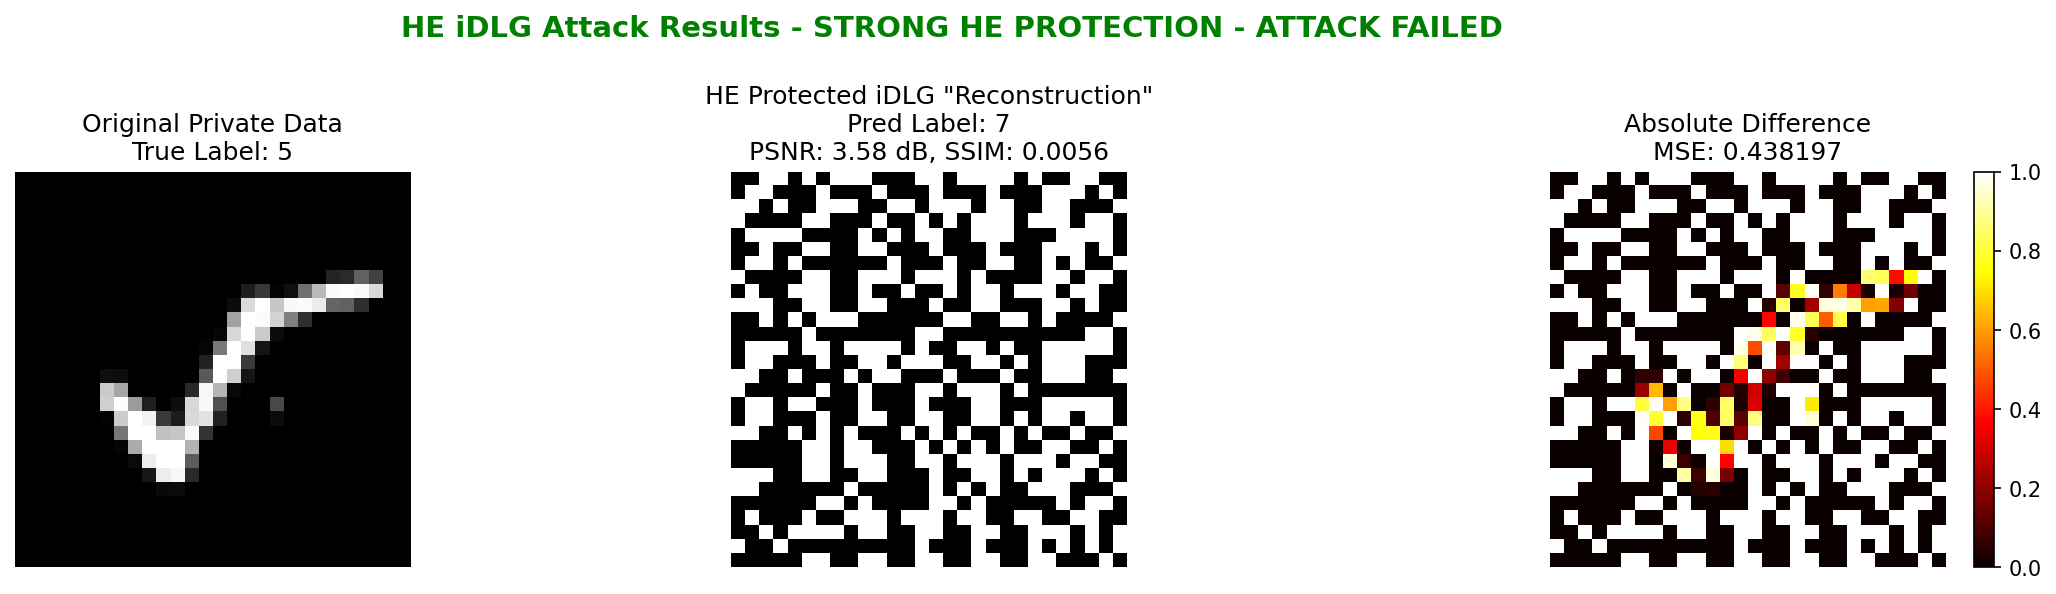 HE iDLG Attack Results - STRONG HE PROTECTION - ATTACK FAILED
Original Private Data
True Label: 5
HE Protected iDLG "Reconstruction"
Pred Label: 7
PSNR: 3.58 dB, SSIM: 0.0056
Absolute Difference
MSE: 0.438197
1.0
0.8
0.6
0.4
0.2
0.0